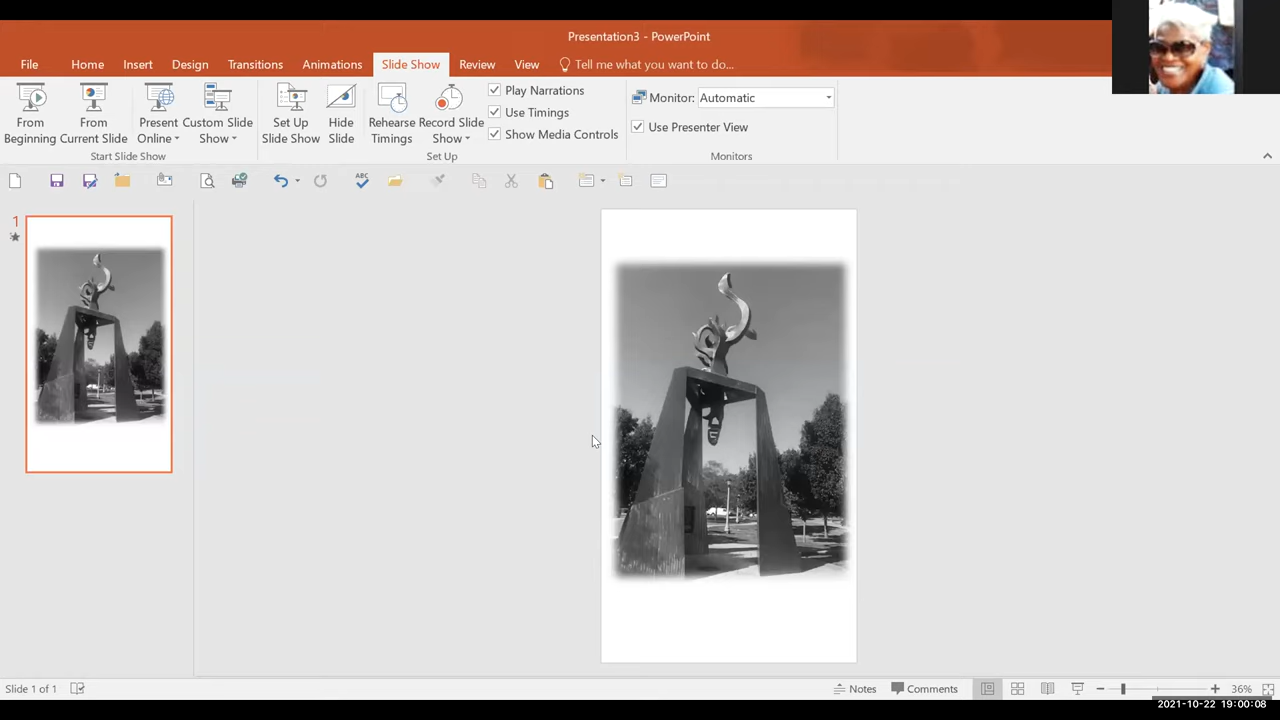 Presentation3 - PowerPoint
File Home Insert Design Transitions Animations Slide Show Review View Tell me what you want to do...
From Beginning
From Current Slide
Present Online
Custom Slide Show
Set Up Slide Show
Hide Slide
Rehearse Timings
Record Slide Show
Play Narrations
Use Timings
Show Media Controls
Monitor: Automatic
Use Presenter View
Start Slide Show Set Up Monitors
ABC
1
Slide 1 of 1 Notes Comments 36%
2021-10-22 19:00:08